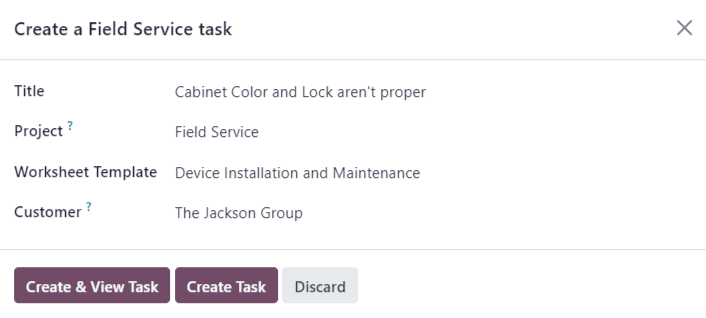 Create a Field Service task
Title Cabinet Color and Lock aren't proper
Project ? Field Service
Worksheet Template Device Installation and Maintenance
Customer ? The Jackson Group
Create & View Task Create Task Discard